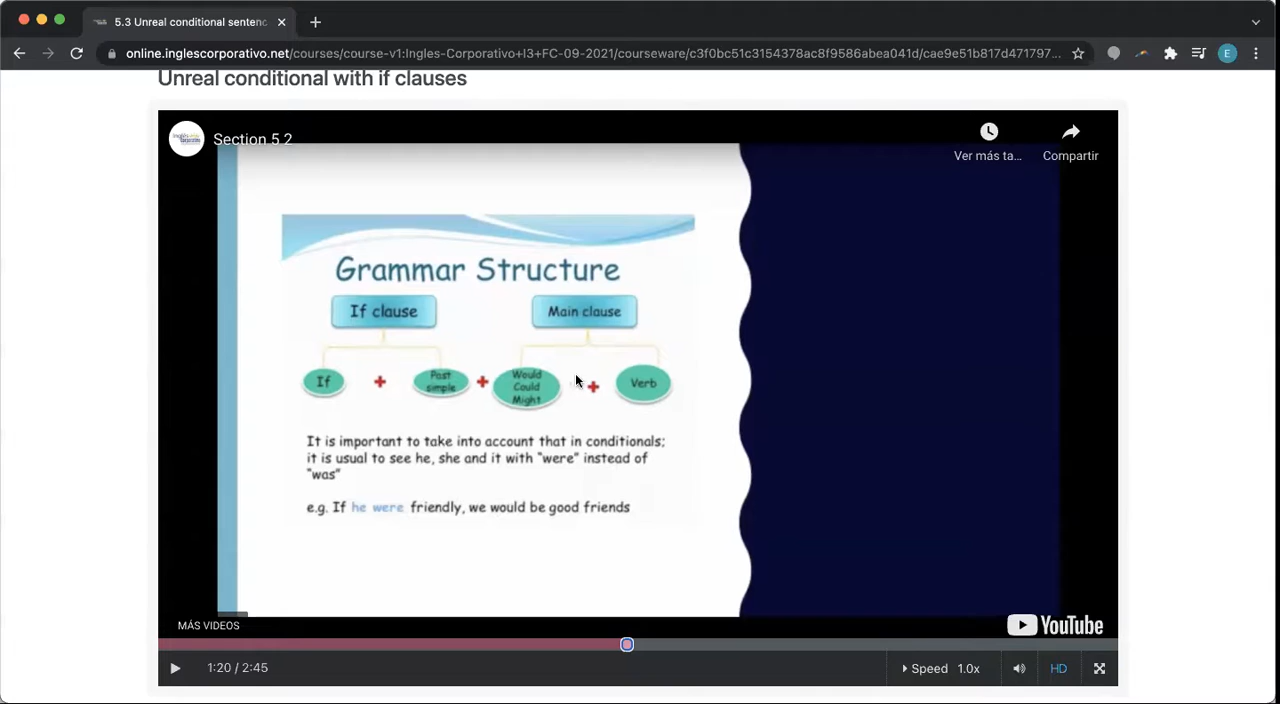 5.3 Unreal conditional sentenc
online.inglescorporativo.net/courses/course-v1:Ingles-Corporativo+I3+FC-09-2021/courseware/c3f0bc51c3154378ac8f9586abea041d/cae9e51b817d471797...
E
Unreal conditional with if clauses
Section 5 2
Ver más ta...
Compartir
Grammar Structure
If clause
Main clause
If
Past simple
Would Could Might
Verb
It is important to take into account that in conditionals;
it is usual to see he, she and it with "were" instead of
"was"
e.g. If he were friendly, we would be good friends
MÁS VIDEOS
YouTube
1:20 / 2:45
Speed 1.0x
HD